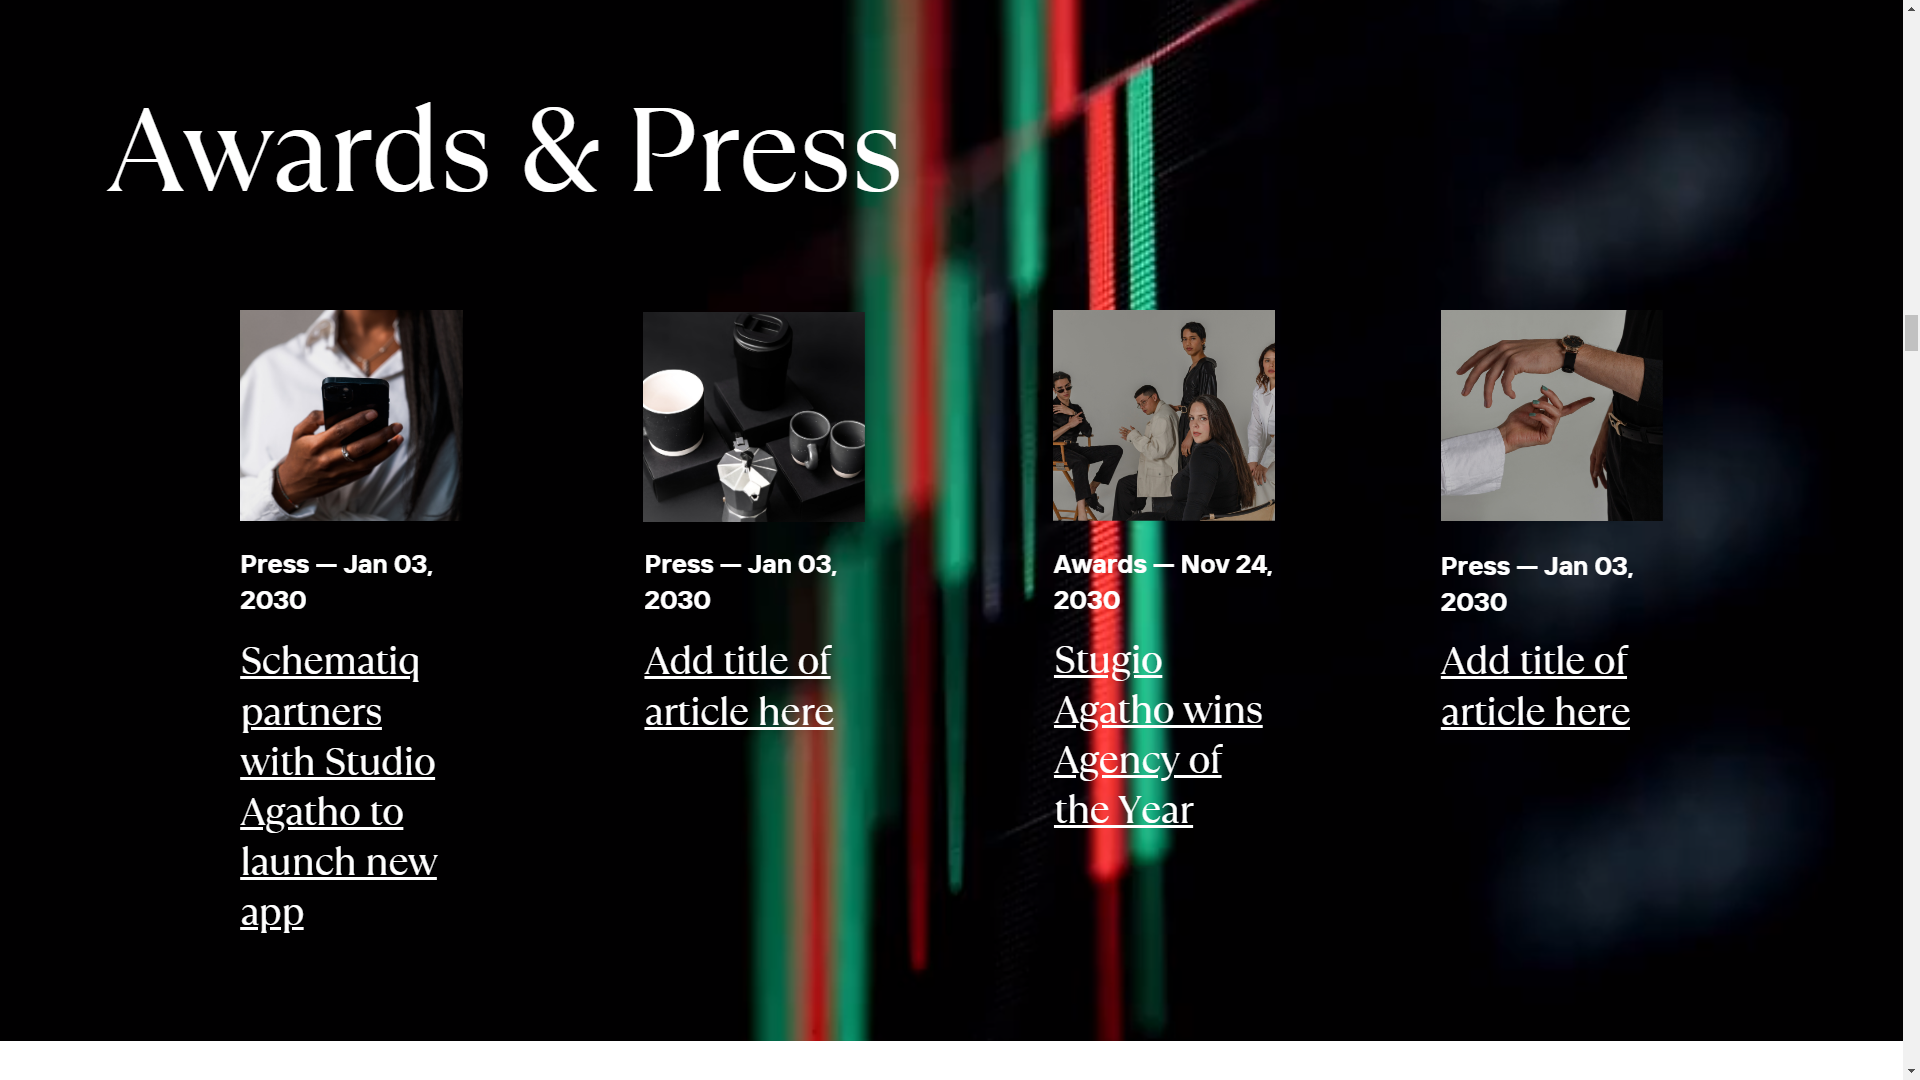 Awards & Press
Press — Jan 03,
2030
Schematiq
partners
with Studio
Agatho to
launch new
app
Press — Jan 03,
2030
Add title of
article here
Awards — Nov 24,
2030
Stugio
Agatho wins
Agency of
the Year
Press — Jan 03,
2030
Add title of
article here